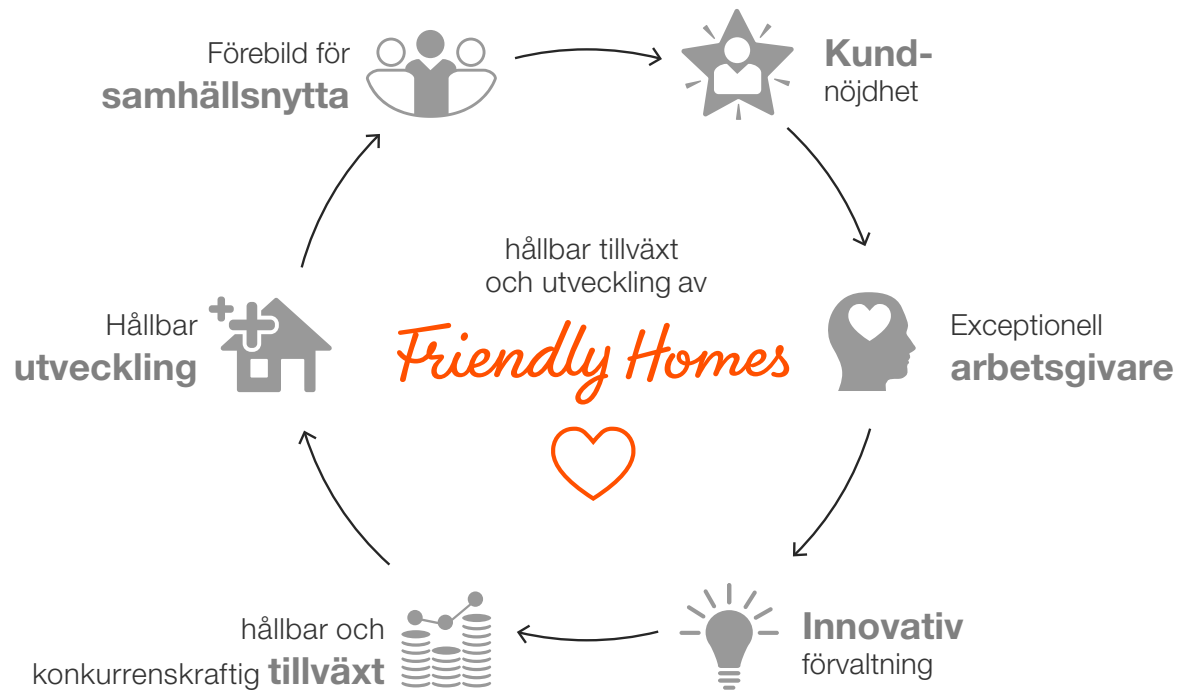 Förebild för
samhällsnytta
Kund-
nöjdhet
hållbar tillväxt
och utveckling av
Friendly Homes
Exceptionell
arbetsgivare
Hållbar
utveckling
Innovativ
förvaltning
hållbar och
konkurrenskraftig tillväxt